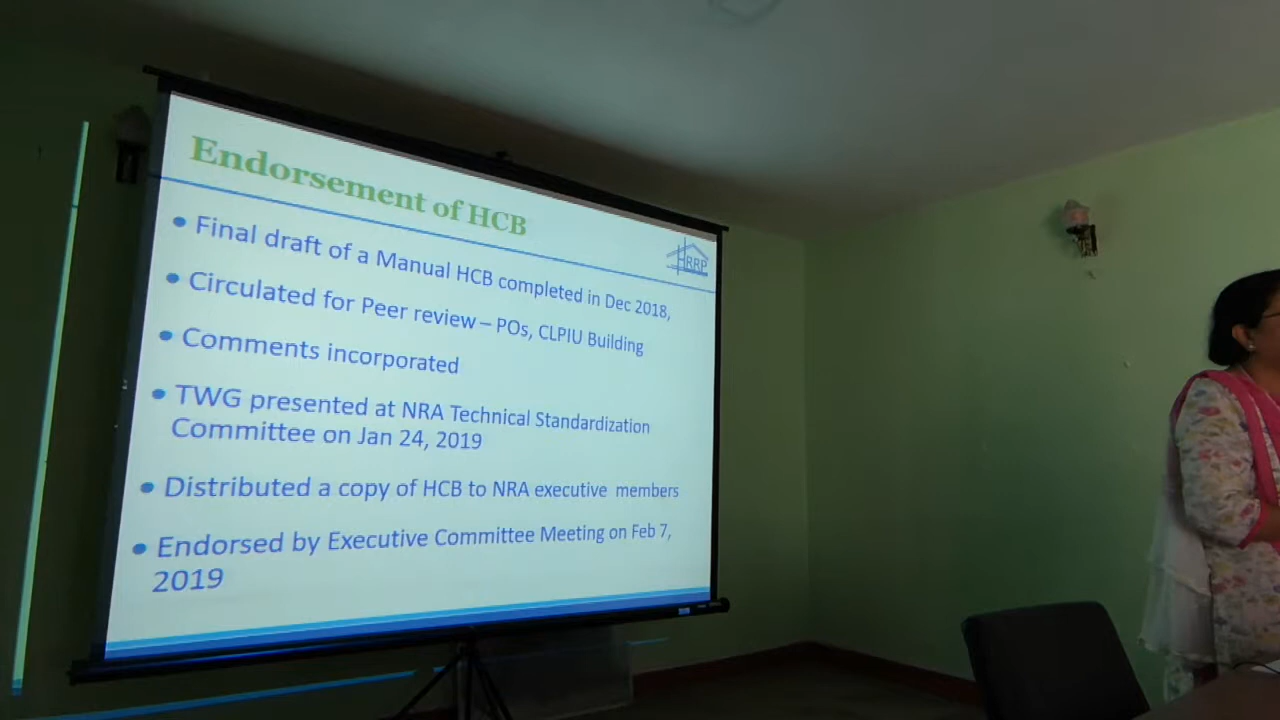 Endorsement of HCB
HRRP
• Final draft of a Manual HCB completed in Dec 2018,
• Circulated for Peer review – POs, CLPIU Building
• Comments incorporated
• TWG presented at NRA Technical Standardization
Committee on Jan 24, 2019
• Distributed a copy of HCB to NRA executive members
• Endorsed by Executive Committee Meeting on Feb 7,
2019